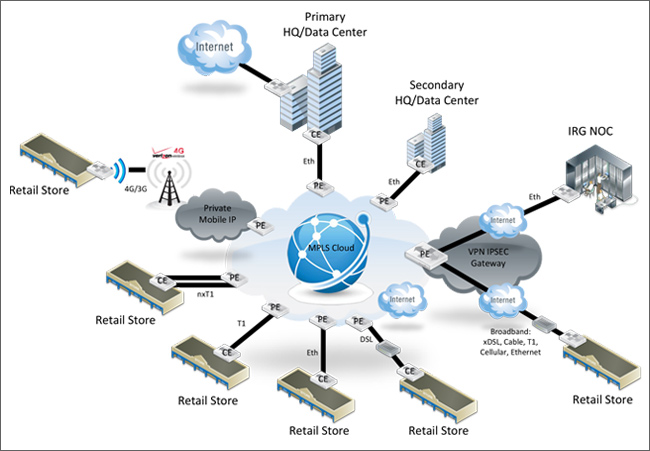 Primary
HQ/Data Center
Internet
Secondary
HQ/Data Center
CE
IRG NOC
CE
Eth
Eth
Eth
4G
verizon
Retail Store
4G/3G
PE
PE
Private
Mobile IP
PE
Internet
MPLS Cloud
PE
VPN IPSEC
Gateway
CE
PE
nxT1
Internet
Internet
Retail Store
T1
PE
PE
PE
DSL
Broadband:
xDSL, Cable, T1,
Cellular, Ethernet
CE
Eth
CE
CE
Retail Store
Retail Store
Retail Store
Retail Store